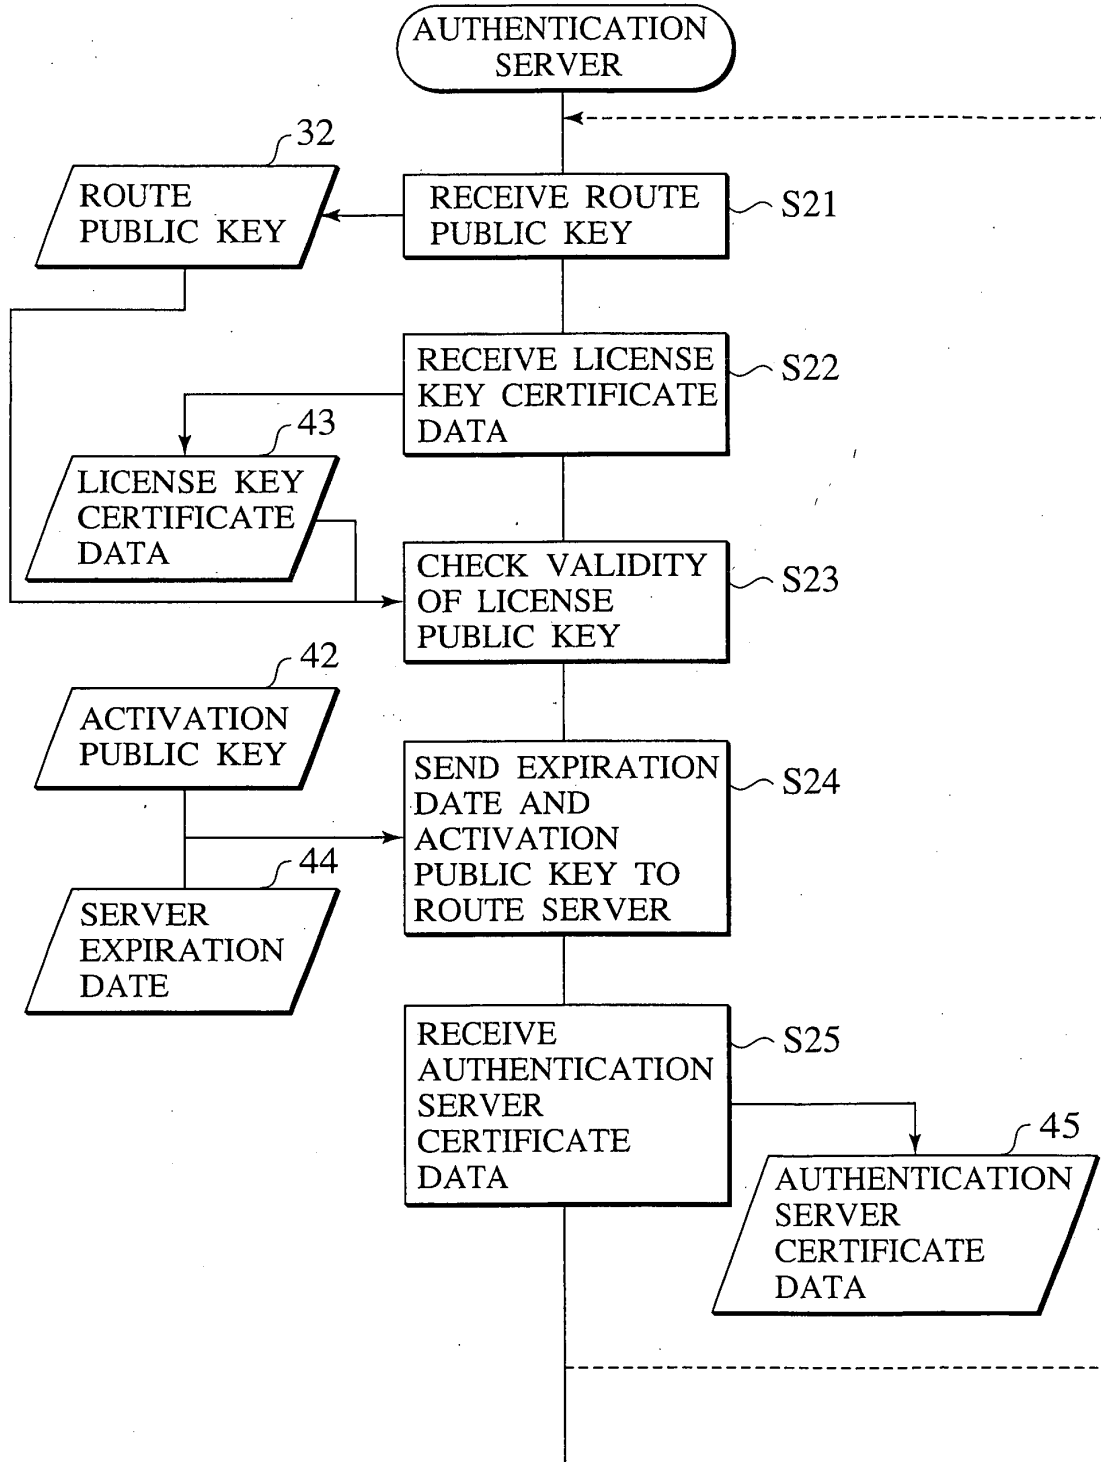 AUTHENTICATION
SERVER
32
ROUTE
PUBLIC KEY
RECEIVE ROUTE
PUBLIC KEY
S21
RECEIVE LICENSE
KEY CERTIFICATE
DATA
S22
43
LICENSE KEY
CERTIFICATE
DATA
CHECK VALIDITY
OF LICENSE
PUBLIC KEY
S23
42
ACTIVATION
PUBLIC KEY
SEND EXPIRATION
DATE AND
ACTIVATION
PUBLIC KEY TO
ROUTE SERVER
S24
44
SERVER
EXPIRATION
DATE
RECEIVE
AUTHENTICATION
SERVER
CERTIFICATE
DATA
S25
45
AUTHENTICATION
SERVER
CERTIFICATE
DATA